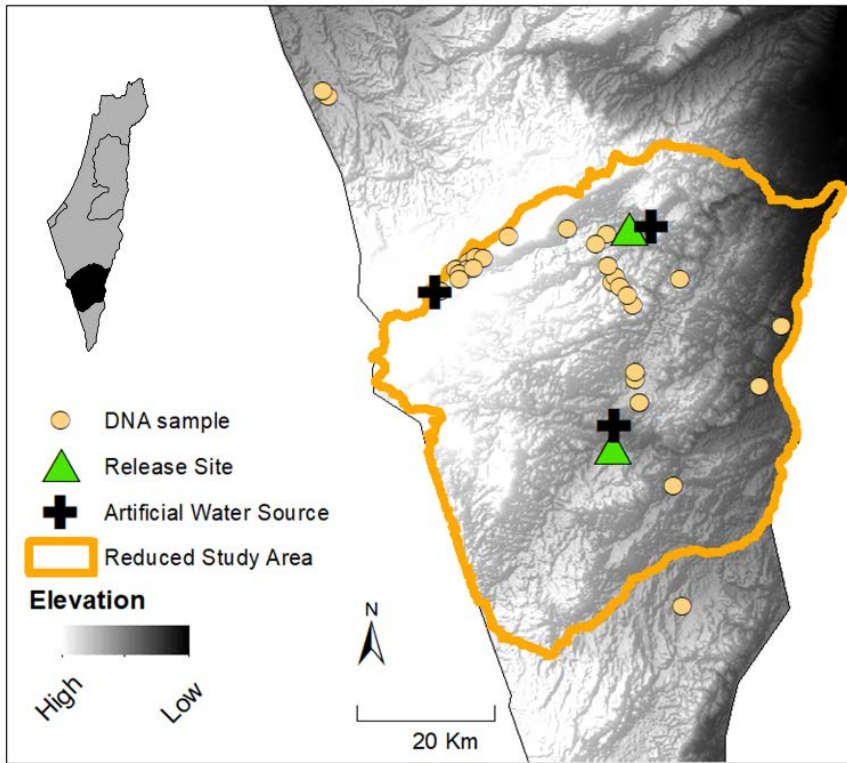 DNA sample
Release Site
Artificial Water Source
Reduced Study Area
Elevation
High
Low
N
20 Km